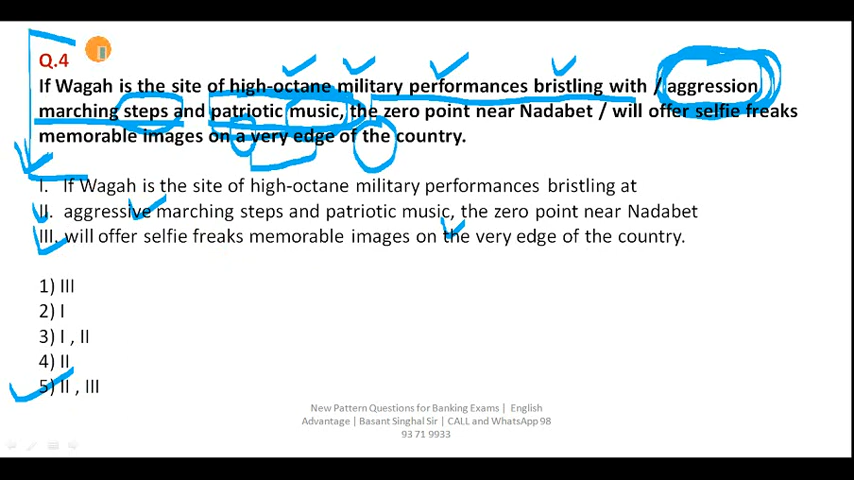 Q.4
If Wagah is the site of high-octane military performances bristling with / aggression
marching steps and patriotic music, the zero point near Nadabet / will offer selfie freaks
memorable images on a very edge of the country.
I. If Wagah is the site of high-octane military performances bristling at
II. aggressive marching steps and patriotic music, the zero point near Nadabet
III. will offer selfie freaks memorable images on the very edge of the country.
1) III
2) I
3) I , II
4) II
5) II , III
New Pattern Questions for Banking Exams | English
Advantage | Basant Singhal Sir | CALL and WhatsApp 98
93 71 9933